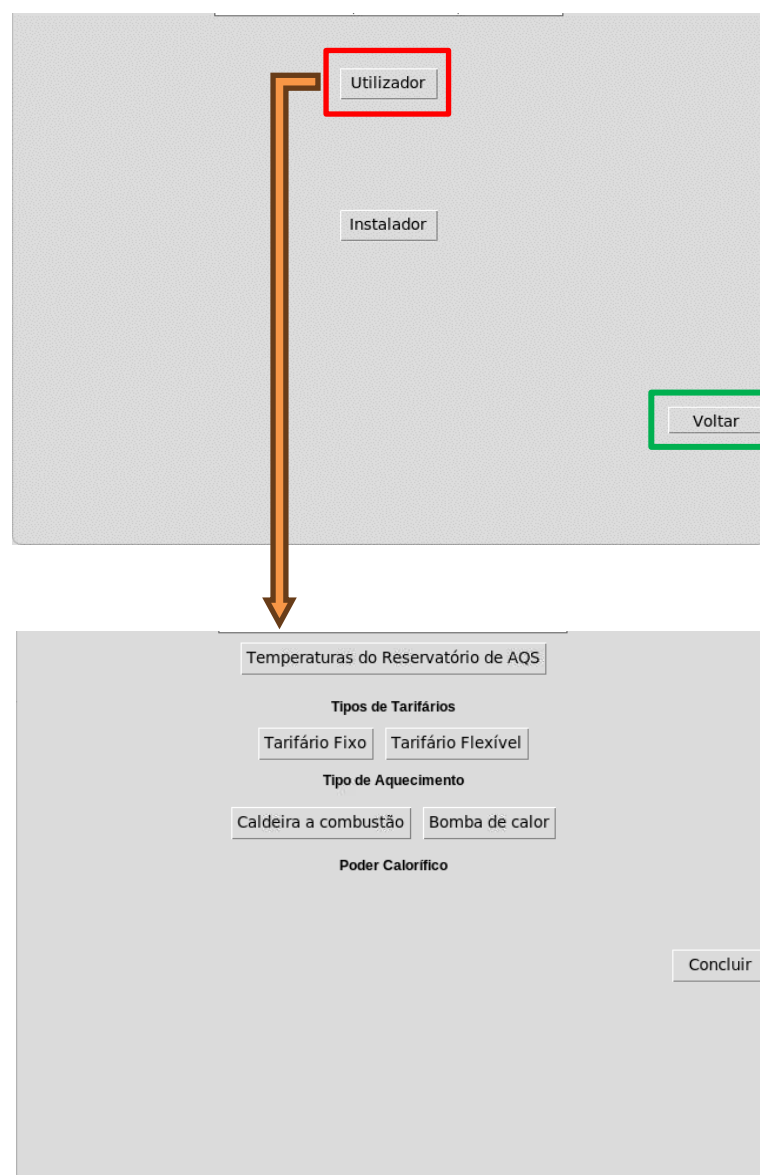 Utilizador
Instalador
Voltar
Temperaturas do Reservatório de AQS
Tipos de Tarifários
Tarifário Fixo Tarifário Flexível
Tipo de Aquecimento
Caldeira a combustão Bomba de calor
Poder Calorífico
Concluir